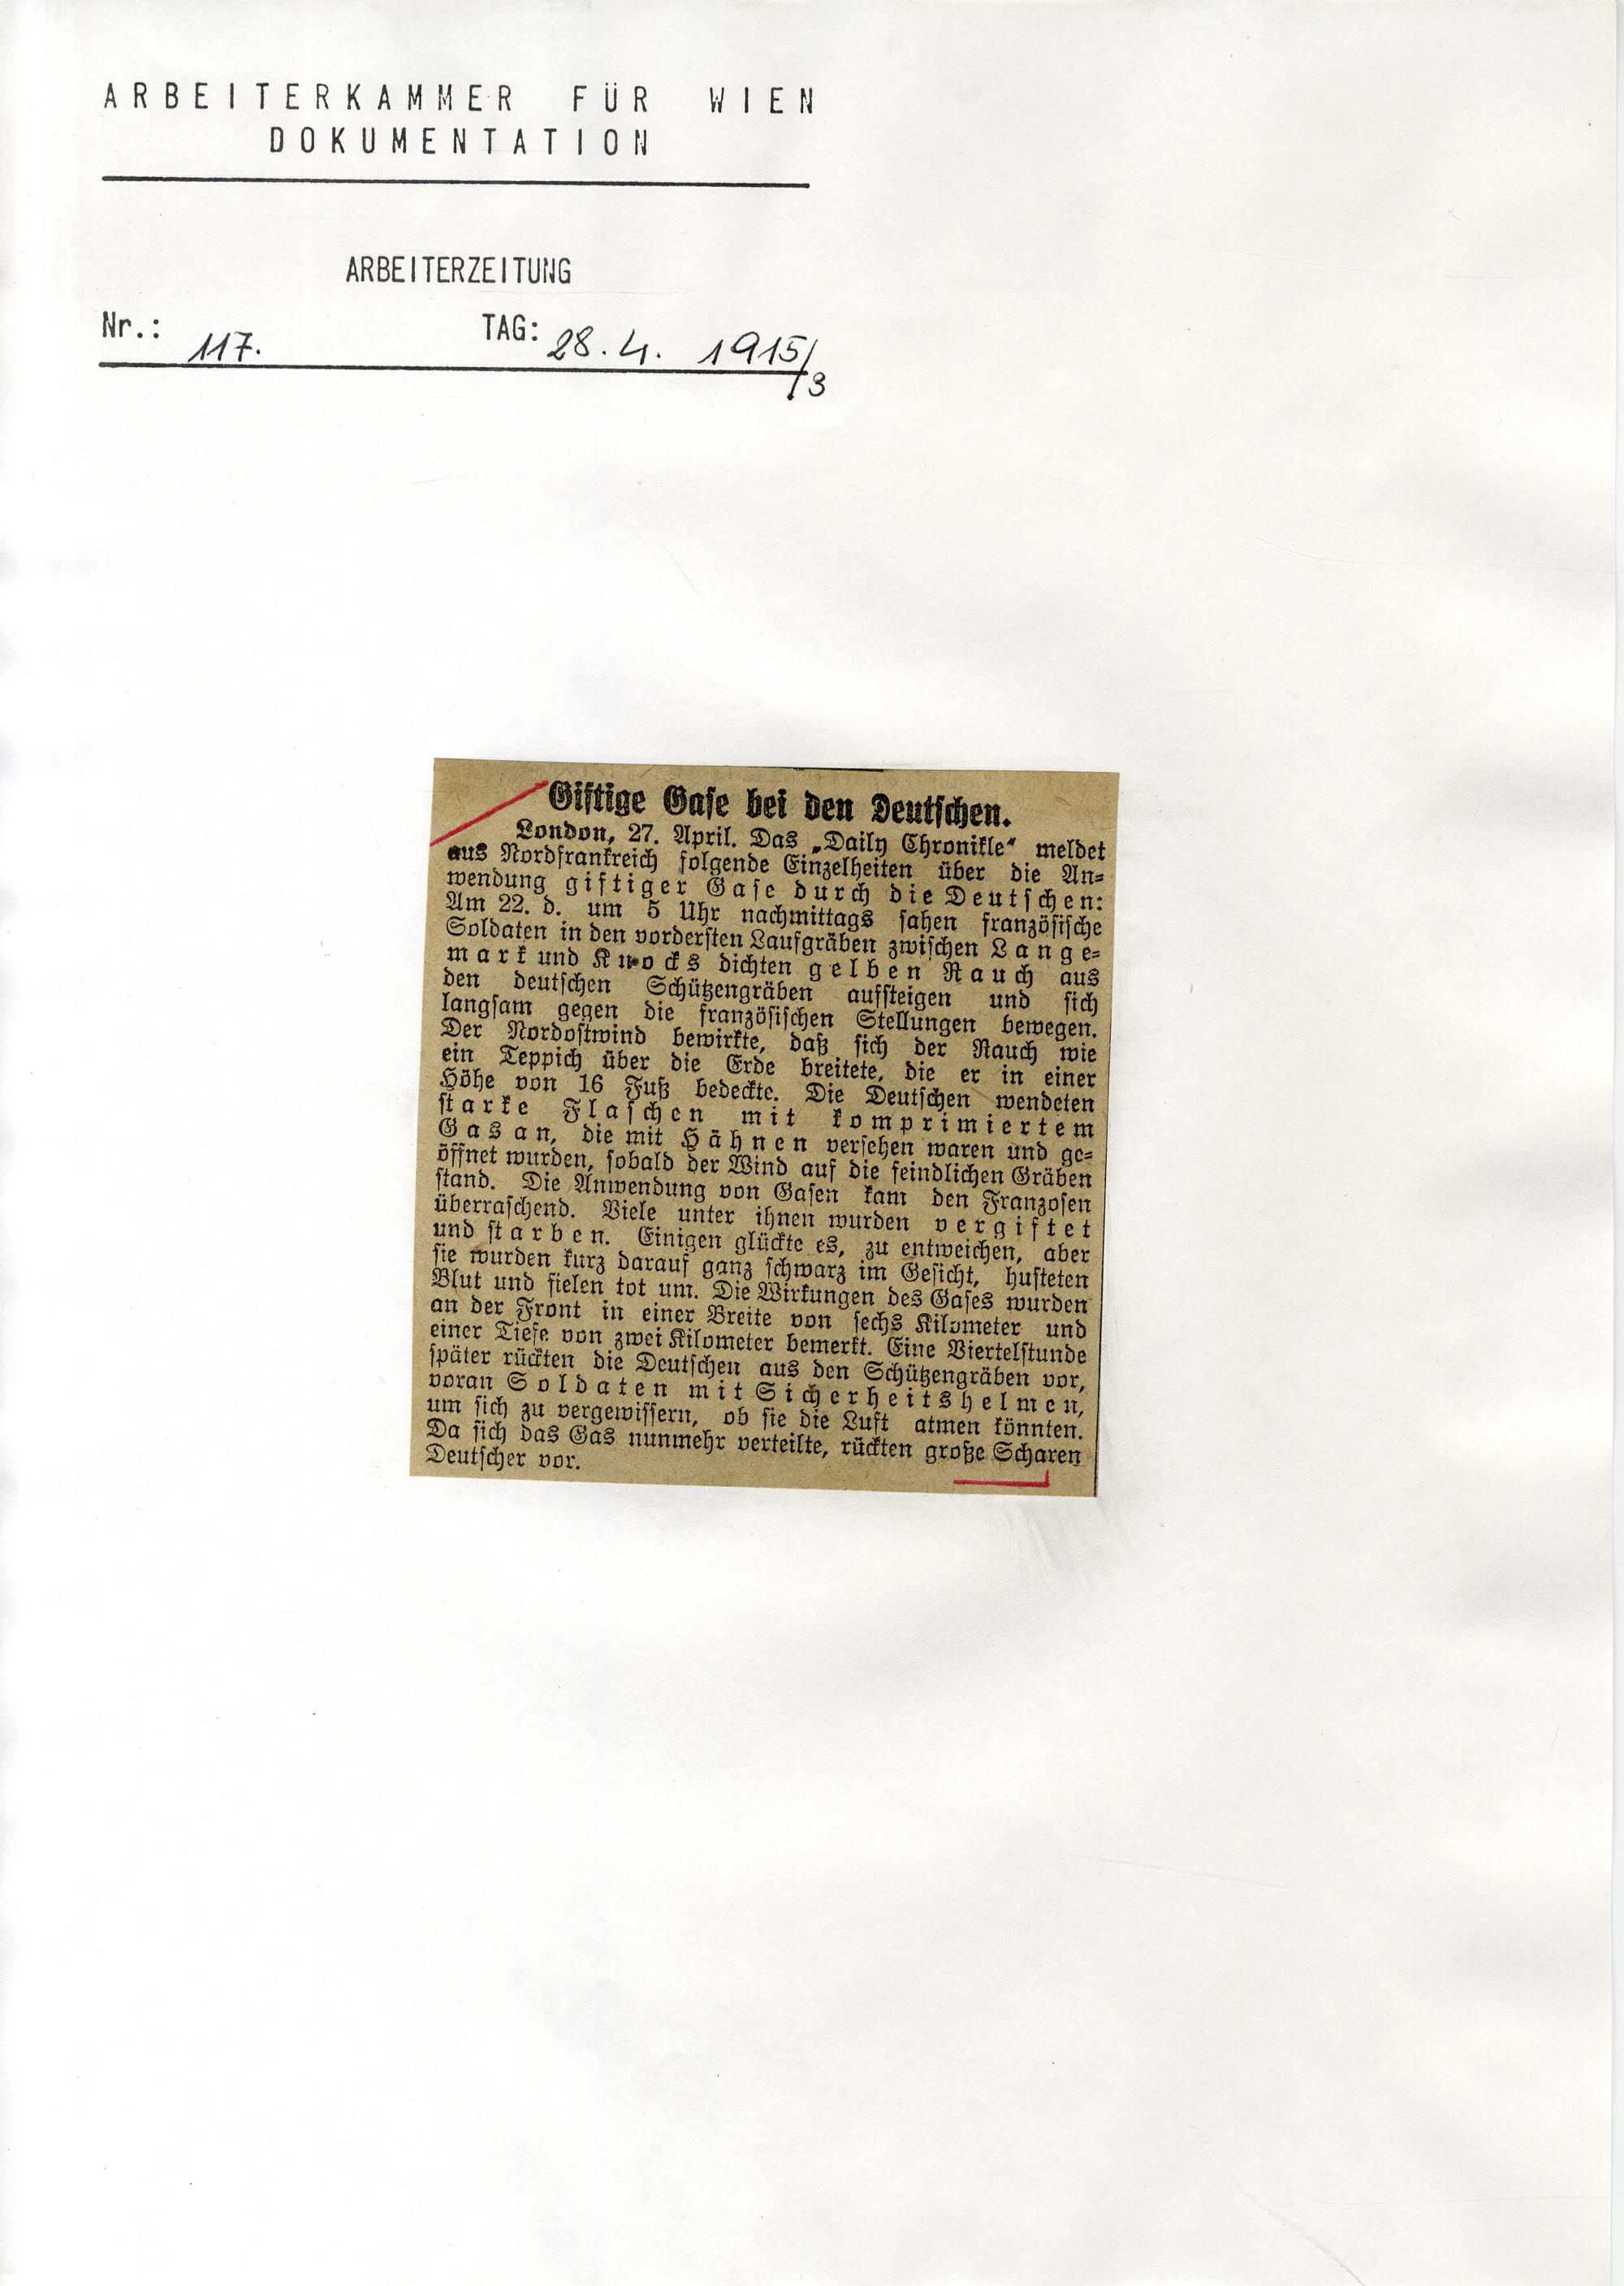 ARBEITERKAMMER FÜR WIEN
DOKUMENTATION
ARBEITERZEITUNG
Nr.: 117. TAG: 28.4. 1915/3
Giftige Gase bei den Deutschen.
London, 27. April. Das „Daily Chronikle“ meldet
aus Nordfrankreich folgende Einzelheiten über die An-
wendung giftiger Gase durch die Deutschen:
Am 22. d. um 5 Uhr nachmittags sahen französische
Soldaten in den vordersten Laufgräben zwischen Lange-
mark und dichten gelben Rauch aus
den deutschen Schützengräben aufsteigen und sich
langsam gegen die französischen Stellungen bewegen.
Der Nordostwind bewirkte, daß sich der Rauch wie
ein Teppich über die Erde breitete, die er in einer
Höhe von 16 Fuß bedeckte. Die Deutschen wendeten
starke Flaschen mit komprimiertem
Gas an, die mit Hähnen versehen waren und ge-
öffnet wurden, sobald der Wind auf die feindlichen Gräben
stand. Die Anwendung von Gasen kam den Franzosen
überraschend. Viele unter ihnen wurden vergiftet
und starben. Einigen glückte es, zu entweichen, aber
sie wurden kurz darauf ganz schwarz im Gesicht, husteten
Blut und fielen tot um. Die Wirkungen des Gases wurden
an der Front in einer Breite von sechs Kilometer und
einer Tiefe von zwei Kilometer bemerkt. Eine Viertelstunde
später rückten die Deutschen aus den Schützengräben vor,
voran Soldaten mit Sicherheitshelmen,
um sich zu vergewissern, ob sie die Luft atmen könnten.
Da sich das Gas nunmehr verteilte, rückten große Scharen
Deutscher vor.